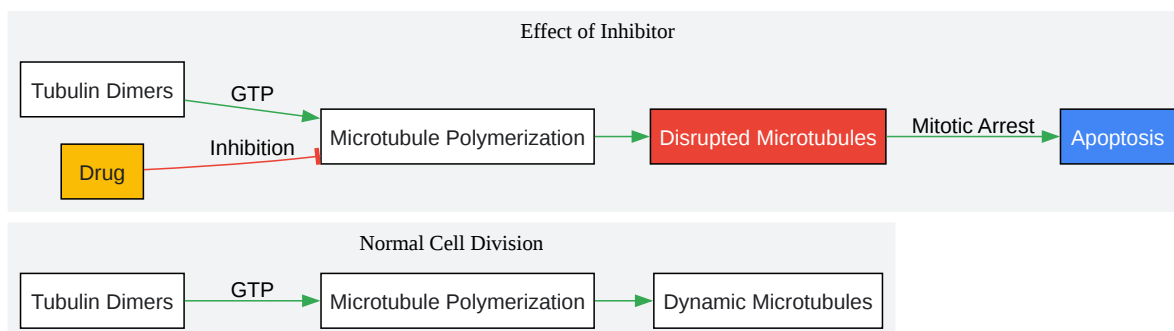 Effect of Inhibitor
Tubulin Dimers
GTP
Microtubule Polymerization
Disrupted Microtubules
Mitotic Arrest
Apoptosis
Inhibition
Drug
Normal Cell Division
Tubulin Dimers
GTP
Microtubule Polymerization
Dynamic Microtubules